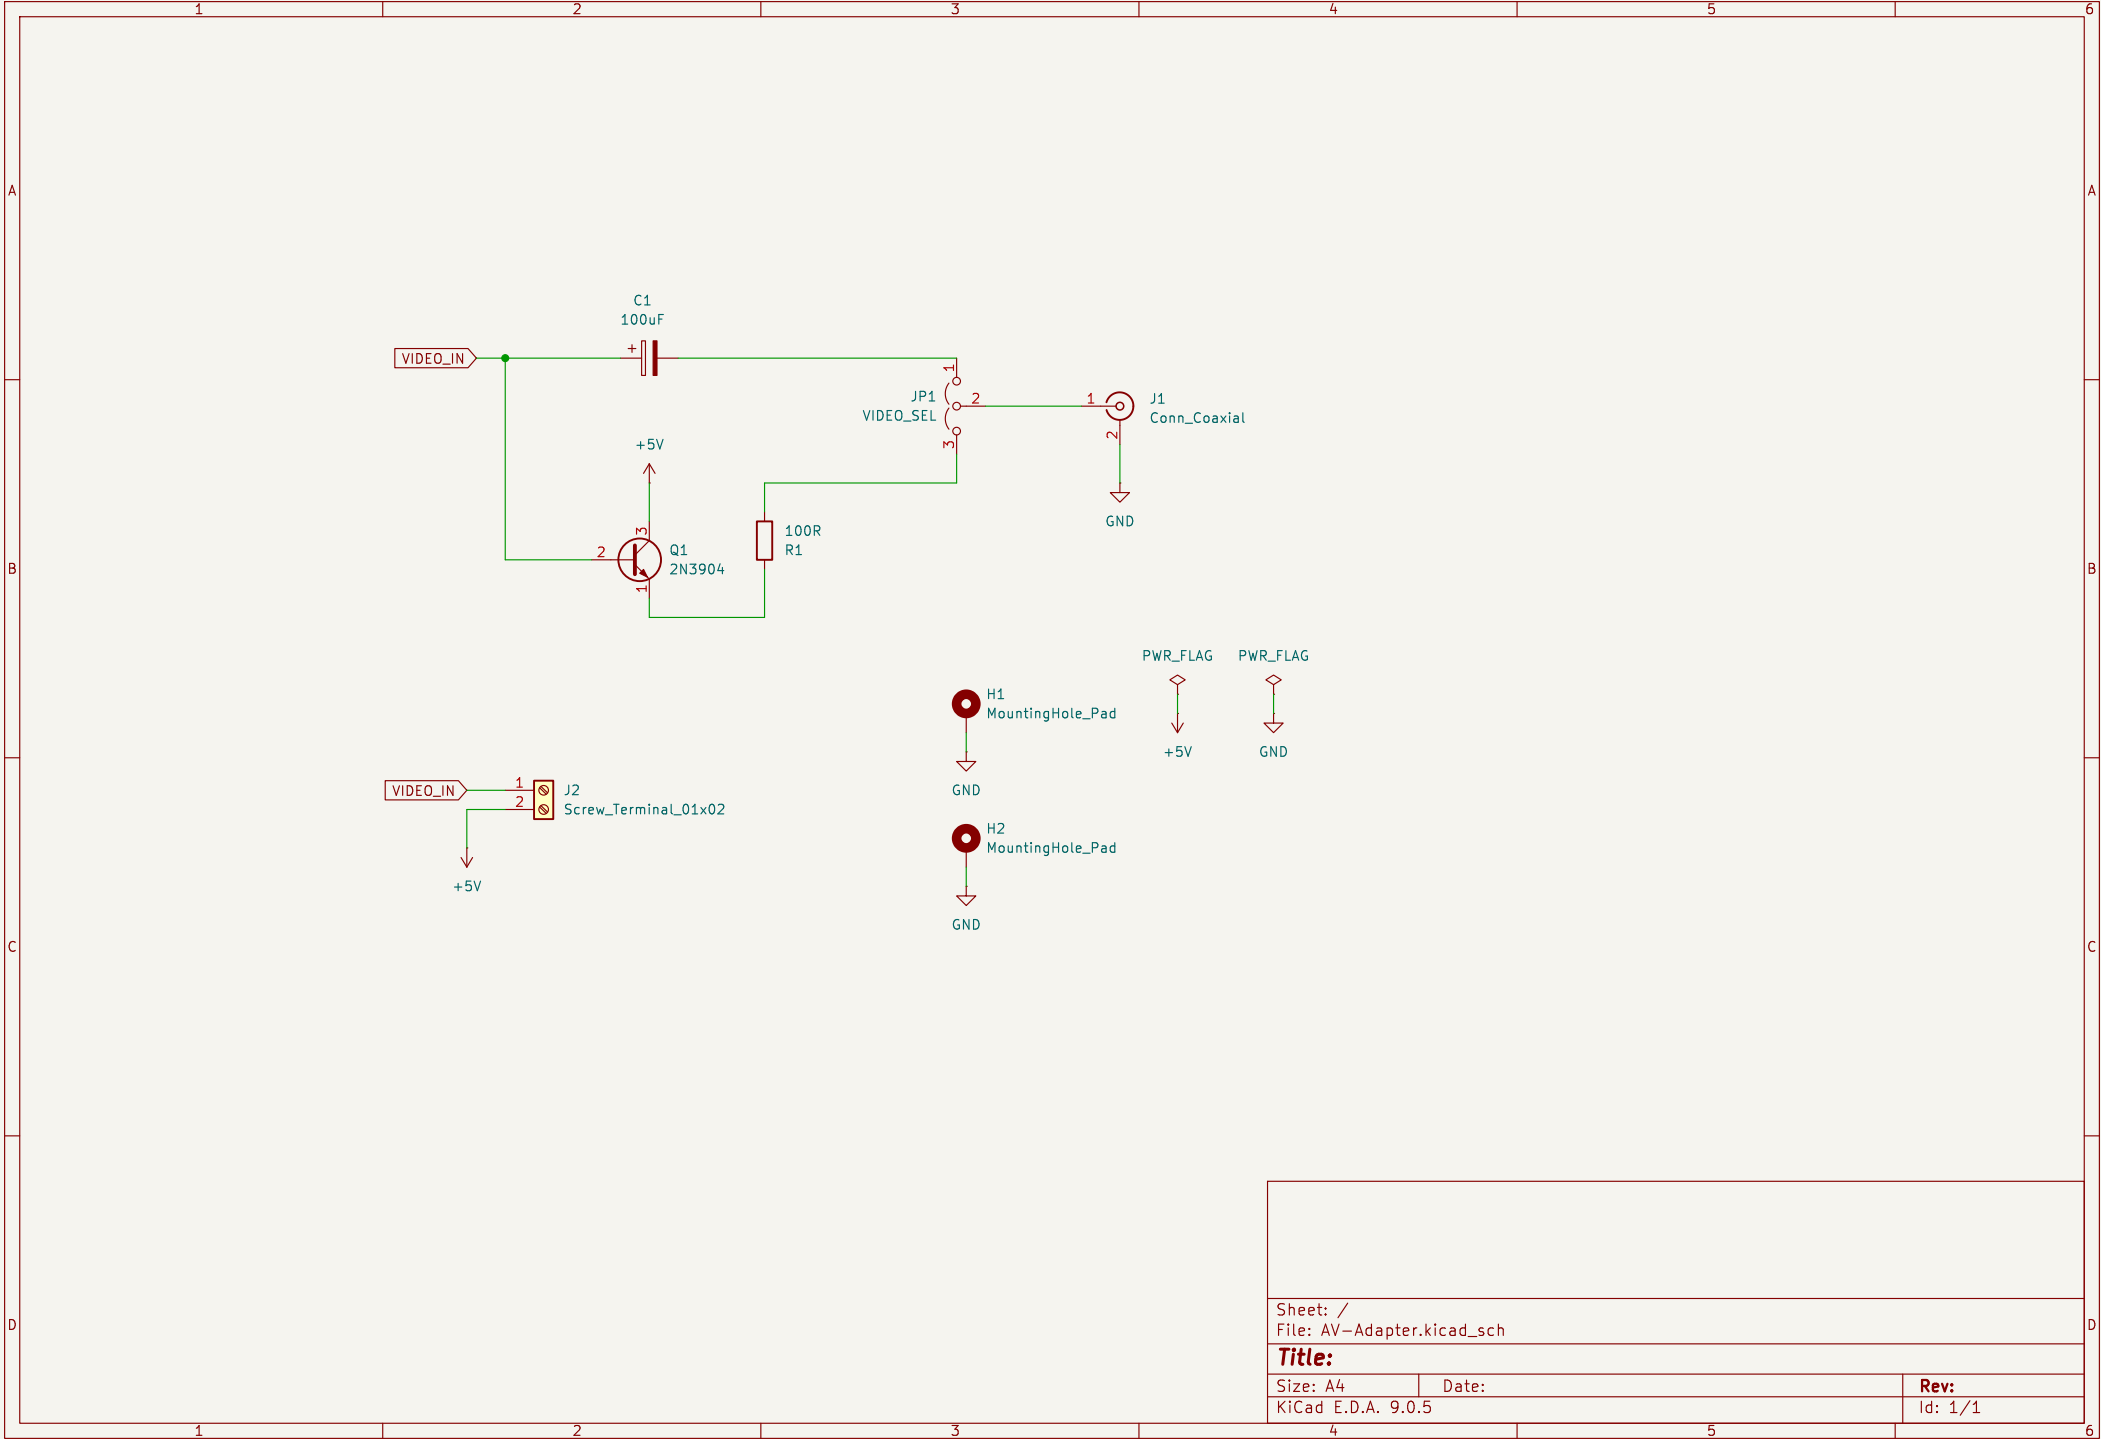 1 2 3 4 5 6
A A
C1
100uF
+
VIDEO_IN
1
JP1 2 1 J1
VIDEO_SEL Conn_Coaxial
2
3
+5V
GND
3 100R
2 Q1 R1
2N3904
1
B B
PWR_FLAG PWR_FLAG
H1
MountingHole_Pad
+5V GND
GND
VIDEO_IN 1 J2
2 Screw_Terminal_01x02
H2
MountingHole_Pad
+5V
GND
C C
Sheet: /
File: AV-Adapter.kicad_sch
D D
Title:
Size: A4 Date: Rev:
KiCad E.D.A. 9.0.5 Id: 1/1
1 2 3 4 5 6